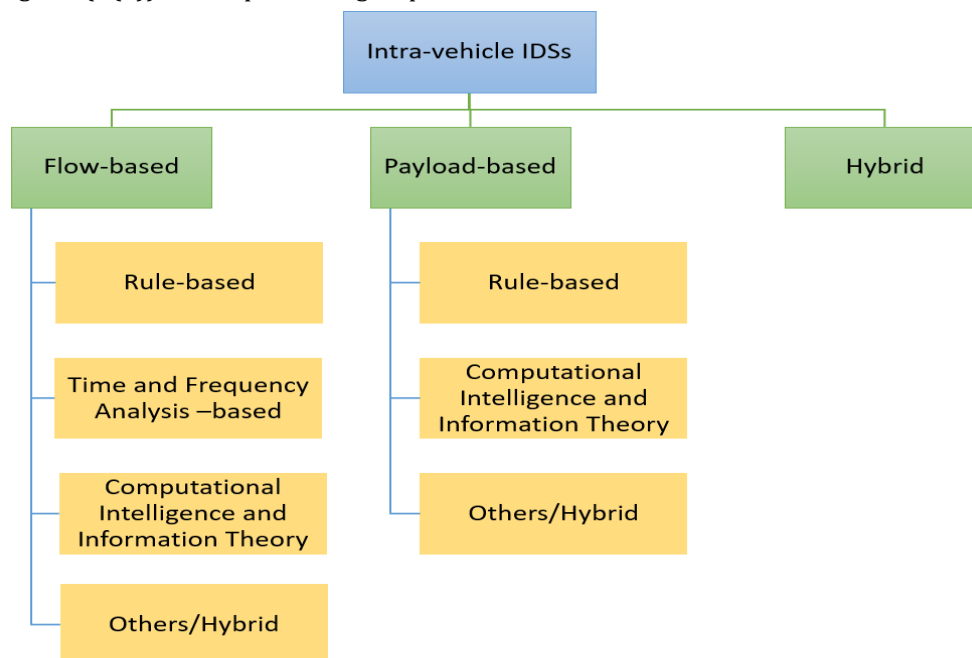 Intra-vehicle IDSs
Flow-based
Payload-based
Hybrid
Rule-based
Time and Frequency
Analysis –based
Computational
Intelligence and
Information Theory
Others/Hybrid
Rule-based
Computational
Intelligence and
Information Theory
Others/Hybrid